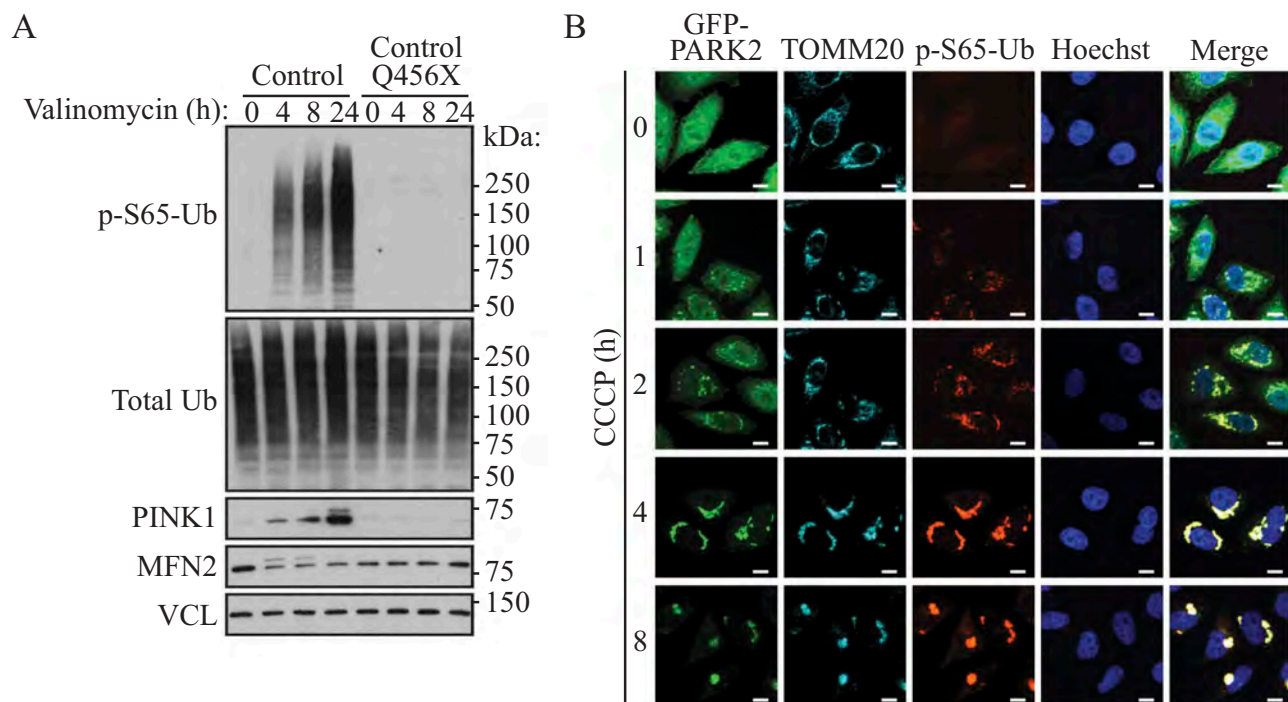 A
Control
Control
Q456X
Valinomycin (h): 0 4 8 24 0 4 8 24
kDa:
p-S65-Ub
250
150
100
75
50
Total Ub
250
150
100
75
50
PINK1
75
MFN2
75
VCL
150
B
GFP-
PARK2
TOMM20
p-S65-Ub
Hoechst
Merge
CCCP (h)
0
1
2
4
8